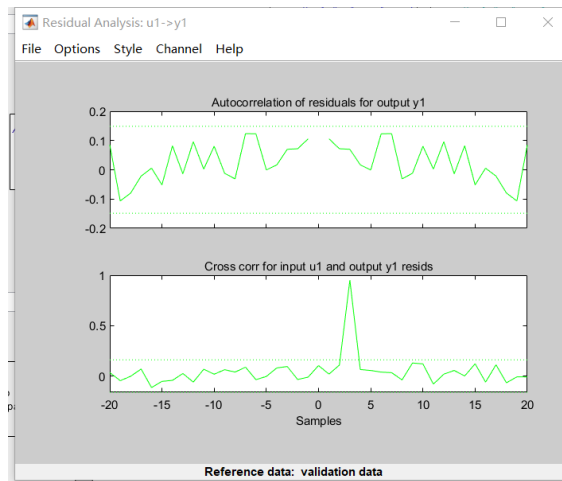 Residual Analysis: u1->y1
File Options Style Channel Help
Autocorrelation of residuals for output y1
0.2
0.1
0
-0.1
-0.2
Cross corr for input u1 and output y1 resids
1
0.5
0
-20 -15 -10 -5 0 5 10 15 20
Samples
Reference data: validation data